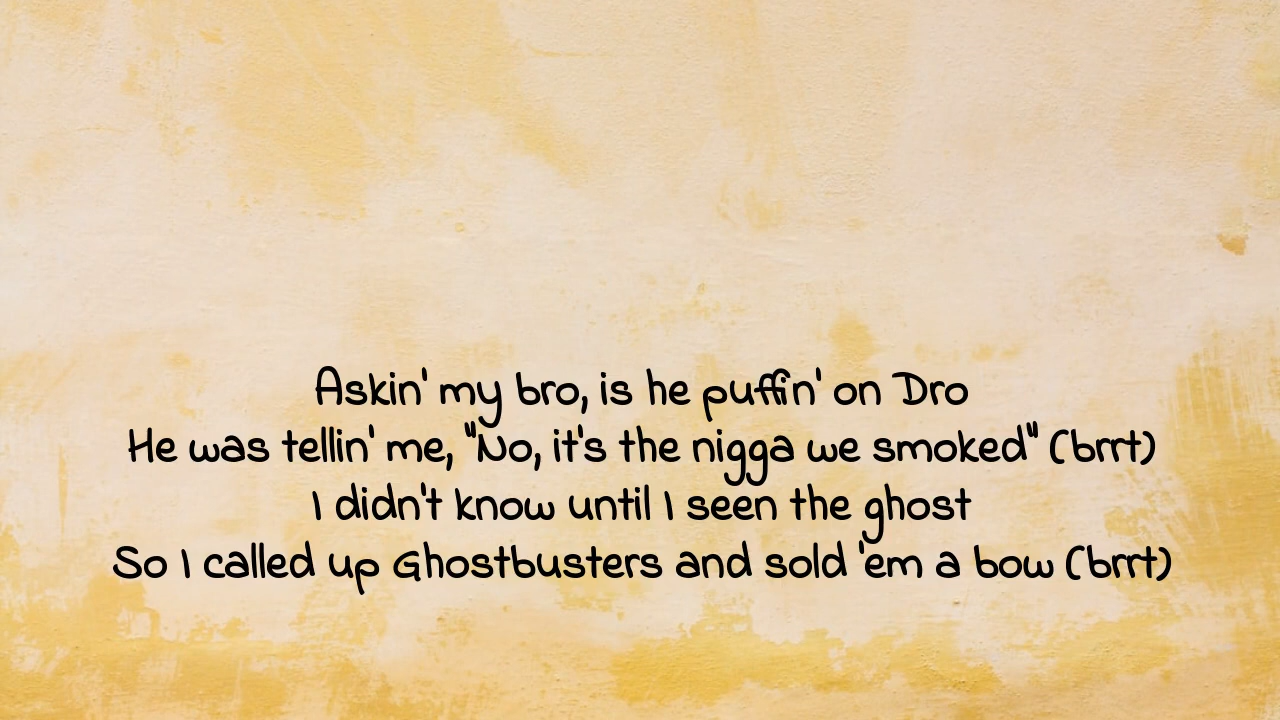 Askin' my bro, is he puffin' on Dro
He was tellin' me, "No, it's the nigga we smoked" (brrt)
I didn't know until I seen the ghost
So I called up Ghostbusters and sold 'em a bow (brrt)